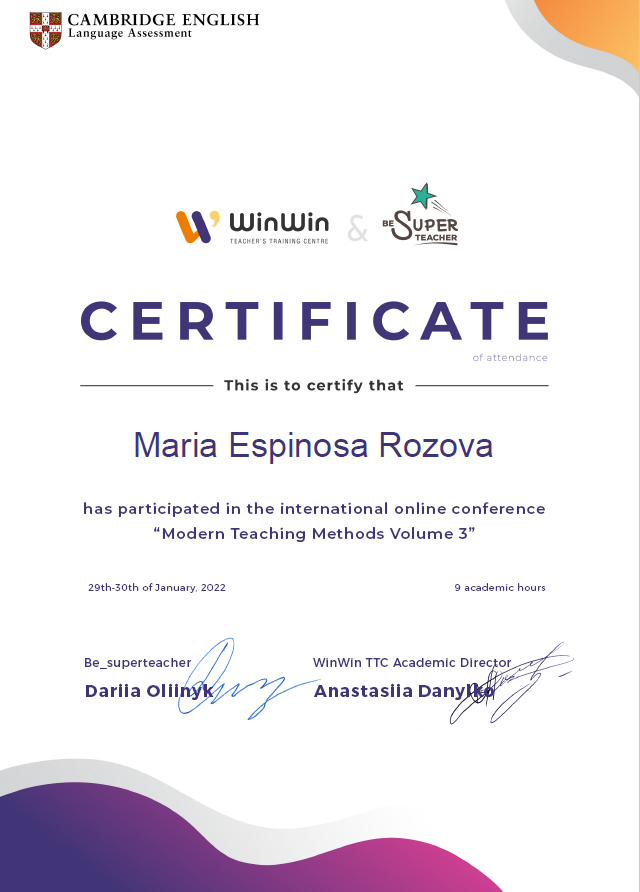 CAMBRIDGE ENGLISH
Language Assessment
WinWin
TEACHER'S TRAINING CENTRE
&
BE SUPER
TEACHER
CERTIFICATE
of attendance
This is to certify that
Maria Espinosa Rozova
has participated in the international online conference
“Modern Teaching Methods Volume 3”
29th-30th of January, 2022 9 academic hours
Be_superteacher WinWin TTC Academic Director
Dariia Oliinyk Anastasiia Danylko